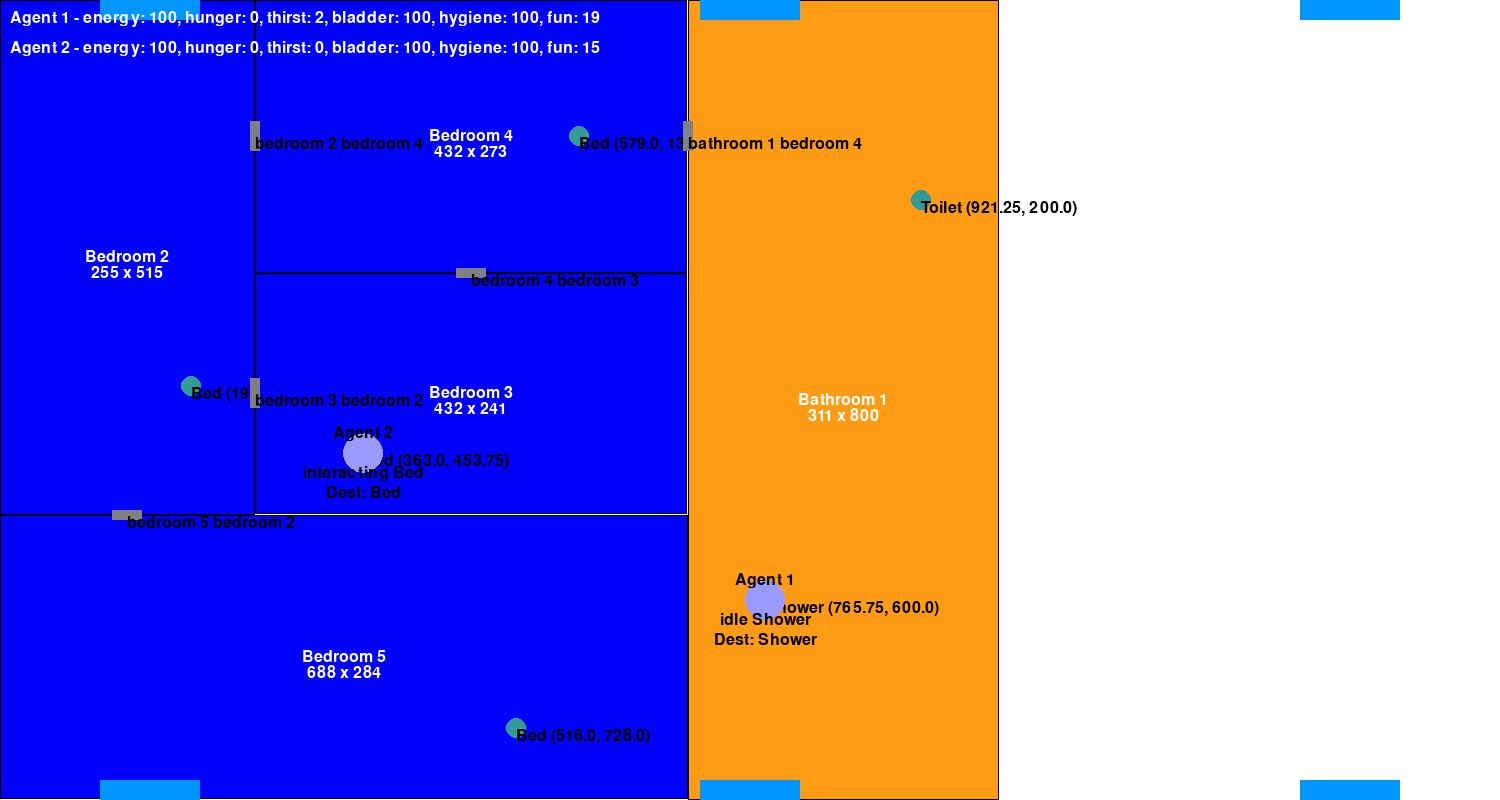 Agent 1 - energy: 100, hunger: 0, thirst: 2, bladder: 100, hygiene: 100, fun: 19
Agent 2 - energy: 100, hunger: 0, thirst: 0, bladder: 100, hygiene: 100, fun: 15
bedroom 2 bedroom 4
Bedroom 4
432 x 273
Bed (579.0, 13
bathroom 1 bedroom 4
Toilet (921.25, 200.0)
Bedroom 2
255 x 515
bedroom 4 bedroom 3
Bed (19
bedroom 3 bedroom 2
Bedroom 3
432 x 241
Bathroom 1
311 x 800
Agent 2
(363.0, 453.75)
interacting Bed
Dest: Bed
bedroom 5 bedroom 2
Agent 1
(765.75, 600.0)
idle Shower
Dest: Shower
Bedroom 5
688 x 284
Bed (516.0, 728.0)